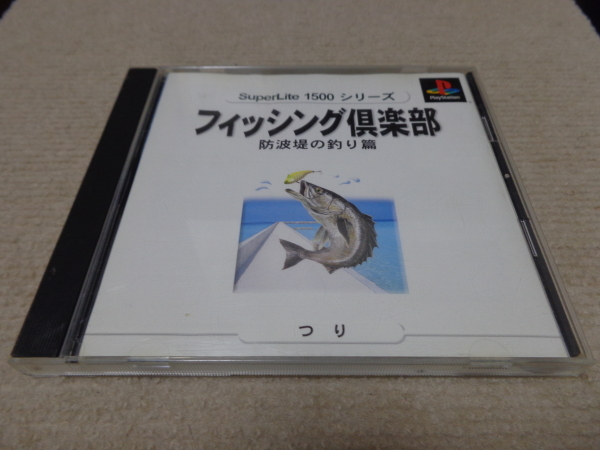 SuperLite 1500 シリーズ
PlayStation
フィッシング倶楽部
防波堤の釣り篇
つり